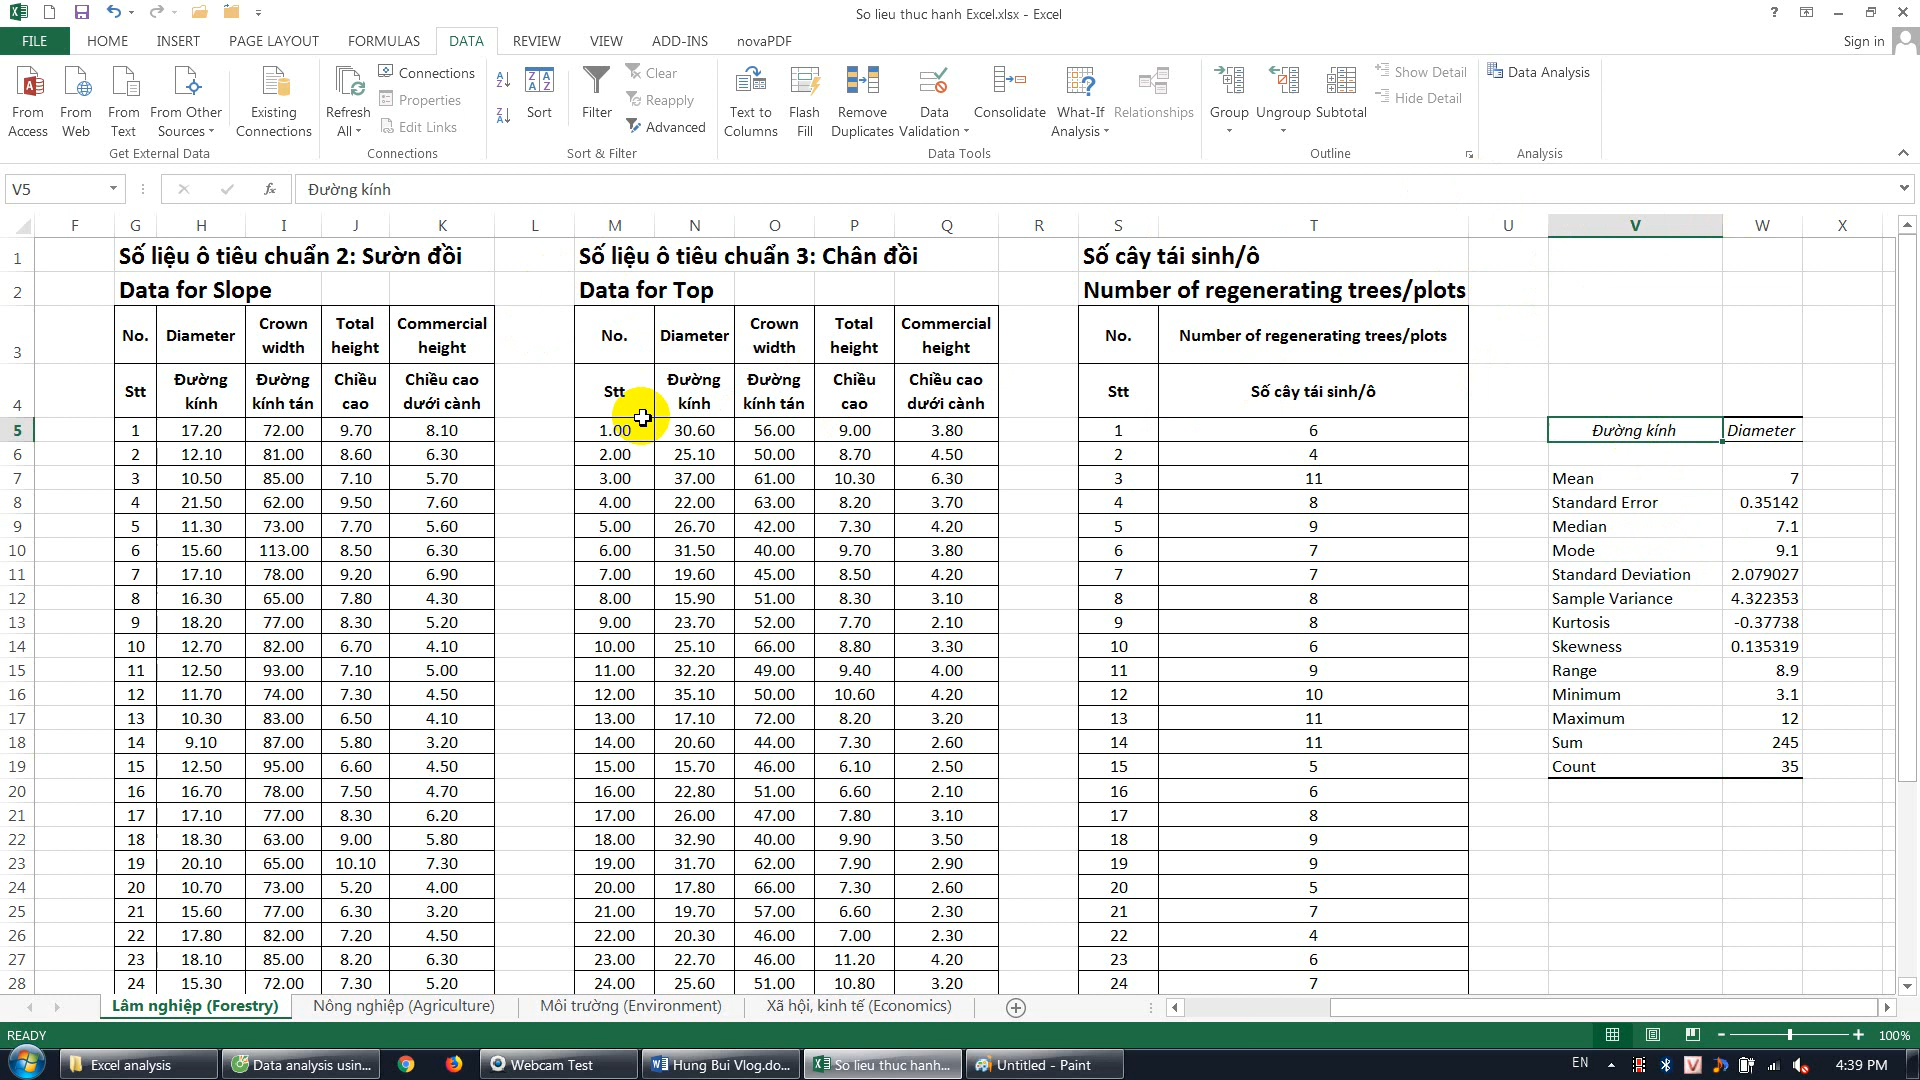 So lieu thuc hanh Excel.xlsx - Excel
FILE HOME INSERT PAGE LAYOUT FORMULAS DATA REVIEW VIEW ADD-INS novaPDF Sign in
From Access From Web From Text From Other Sources Existing Connections Refresh All Connections Properties Edit Links Sort Filter Clear Reapply Advanced Text to Columns Flash Fill Remove Duplicates Data Validation Consolidate What-If Analysis Relationships Group Ungroup Subtotal Show Detail Hide Detail Data Analysis
Get External Data Connections Sort & Filter Data Tools Outline Analysis
V5 fx Đường kính
F G H I J K L M N O P Q R S T U V W X
1 Số liệu ô tiêu chuẩn 2: Sườn đồi Số liệu ô tiêu chuẩn 3: Chân đồi Số cây tái sinh/ô
2 Data for Slope Data for Top Number of regenerating trees/plots
3 No. Diameter Crown width Total height Commercial height No. Diameter Crown width Total height Commercial height No. Number of regenerating trees/plots
4 Stt Đường kính Đường kính tán Chiều cao Chiều cao dưới cành Stt Đường kính Đường kính tán Chiều cao Chiều cao dưới cành Stt Số cây tái sinh/ô
5 1 17.20 72.00 9.70 8.10 1.00 30.60 56.00 9.00 3.80 1 6 Đường kính Diameter
6 2 12.10 81.00 8.60 6.30 2.00 25.10 50.00 8.70 4.50 2 4
7 3 10.50 85.00 7.10 5.70 3.00 37.00 61.00 10.30 6.30 3 11 Mean 7
8 4 21.50 62.00 9.50 7.60 4.00 22.00 63.00 8.20 3.70 4 8 Standard Error 0.35142
9 5 11.30 73.00 7.70 5.60 5.00 26.70 42.00 7.30 4.20 5 9 Median 7.1
10 6 15.60 113.00 8.50 6.30 6.00 31.50 40.00 9.70 3.80 6 7 Mode 9.1
11 7 17.10 78.00 9.20 6.90 7.00 19.60 45.00 8.50 4.20 7 7 Standard Deviation 2.079027
12 8 16.30 65.00 7.80 4.30 8.00 15.90 51.00 8.30 3.10 8 8 Sample Variance 4.322353
13 9 18.20 77.00 8.30 5.20 9.00 23.70 52.00 7.70 2.10 9 8 Kurtosis -0.37738
14 10 12.70 82.00 6.70 4.10 10.00 25.10 66.00 8.80 3.30 10 6 Skewness 0.135319
15 11 12.50 93.00 7.10 5.00 11.00 32.20 49.00 9.40 4.00 11 9 Range 8.9
16 12 11.70 74.00 7.30 4.50 12.00 35.10 50.00 10.60 4.20 12 10 Minimum 3.1
17 13 10.30 83.00 6.50 4.10 13.00 17.10 72.00 8.20 3.20 13 11 Maximum 12
18 14 9.10 87.00 5.80 3.20 14.00 20.60 44.00 7.30 2.60 14 11 Sum 245
19 15 12.50 95.00 6.60 4.50 15.00 15.70 46.00 6.10 2.50 15 5 Count 35
20 16 16.70 78.00 7.50 4.70 16.00 22.80 51.00 6.60 2.10 16 6
21 17 17.10 77.00 8.30 6.20 17.00 26.00 47.00 7.80 3.10 17 8
22 18 18.30 63.00 9.00 5.80 18.00 32.90 40.00 9.90 3.50 18 9
23 19 20.10 65.00 10.10 7.30 19.00 31.70 62.00 7.90 2.90 19 9
24 20 10.70 73.00 5.20 4.00 20.00 17.80 66.00 7.30 2.60 20 5
25 21 15.60 77.00 6.30 3.20 21.00 19.70 57.00 6.60 2.30 21 7
26 22 17.80 82.00 7.20 4.50 22.00 20.30 46.00 7.00 2.30 22 4
27 23 18.10 85.00 8.20 6.30 23.00 22.70 46.00 11.20 4.20 23 6
28 24 15.30 72.00 7.30 5.20 24.00 25.60 51.00 10.80 3.20 24 7
Lâm nghiệp (Forestry) Nông nghiệp (Agriculture) Môi trường (Environment) Xã hội, kinh tế (Economics)
READY 100%
Excel analysis Data analysis usin... Webcam Test Hung Bui Vlog.do... So lieu thuc hanh... Untitled - Paint EN 4:39 PM